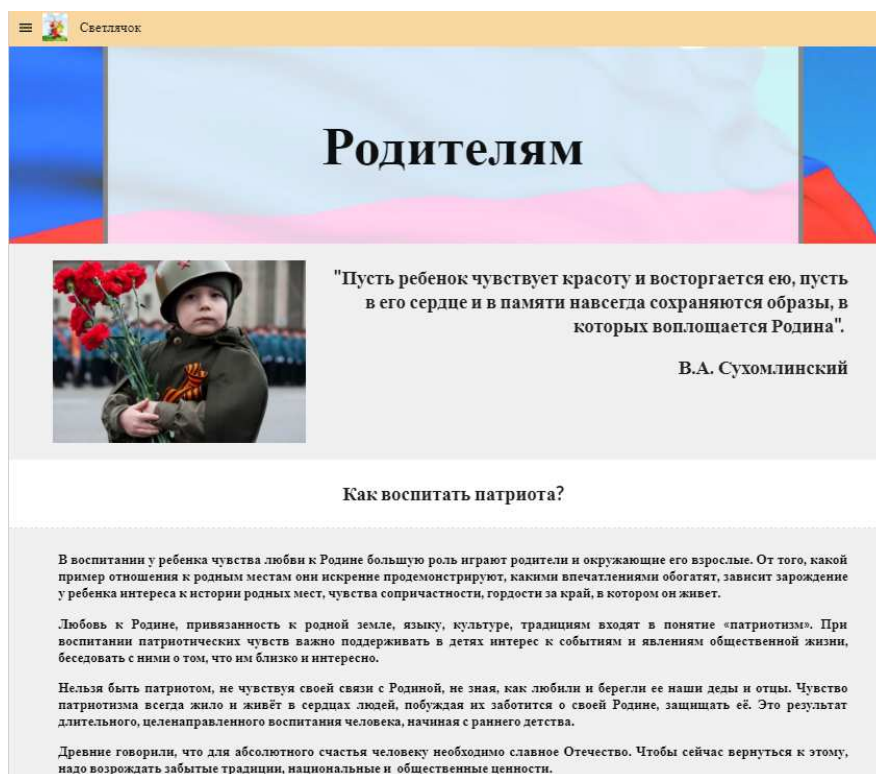 Светлячок
Родителям
"Пусть ребенок чувствует красоту и восторгается ею, пусть
в его сердце и в памяти навсегда сохраняются образы, в
которых воплощается Родина".
В.А. Сухомлинский
Как воспитать патриота?
В воспитании у ребенка чувства любви к Родине большую роль играют родители и окружающие его взрослые. От того, какой
пример отношения к родным местам они искренне продемонстрируют, какими впечатлениями обогатят, зависит зарождение
у ребенка интереса к истории родных мест, чувства сопричастности, гордости за край, в котором он живет.
Любовь к Родине, привязанность к родной земле, языку, культуре, традициям входят в понятие «патриотизм». При
воспитании патриотических чувств важно поддерживать в детях интерес к событиям и явлениям общественной жизни,
беседовать с ними о том, что им близко и интересно.
Нельзя быть патриотом, не чувствуя своей связи с Родиной, не зная, как любили и берегли ее наши деды и отцы. Чувство
патриотизма всегда жило и живёт в сердцах людей, побуждая их заботится о своей Родине, защищать её. Это результат
длительного, целенаправленного воспитания человека, начиная с раннего детства.
Древние говорили, что для абсолютного счастья человеку необходимо славное Отечество. Чтобы сейчас вернуться к этому,
надо возрождать забытые традиции, национальные и общественные ценности.